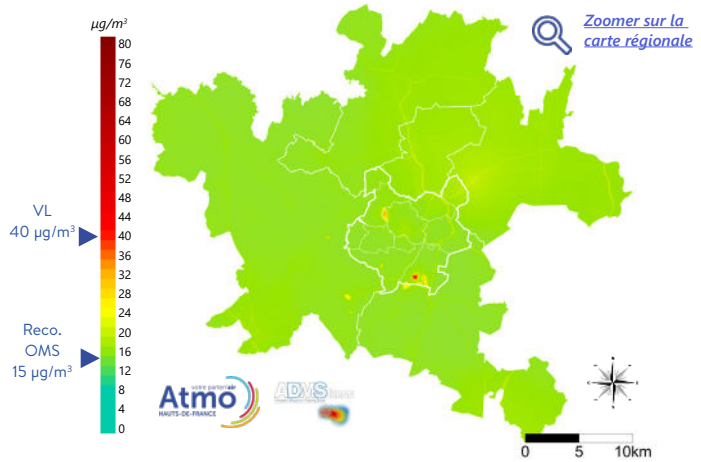 µg/m³
80
76
72
68
64
60
56
52
48
44
40
36
32
28
24
20
16
12
8
4
0
VL
40 µg/m³
Reco.
OMS
15 µg/m³
Zoomer sur la
carte régionale
votre partenair
Atmo
HAUTS-DE-FRANCE
ADMS
0 5 10km